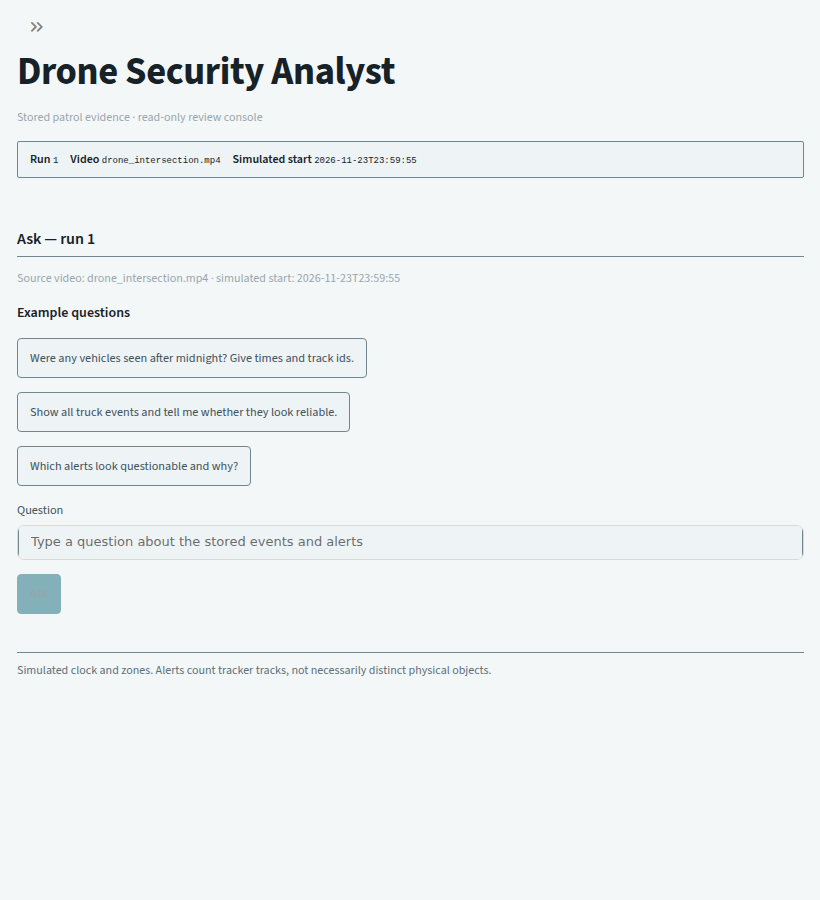 Drone Security Analyst
Stored patrol evidence · read-only review console
Run 1 Video drone_intersection.mp4 Simulated start 2026-11-23T23:59:55
Ask — run 1
Source video: drone_intersection.mp4 · simulated start: 2026-11-23T23:59:55
Example questions
Were any vehicles seen after midnight? Give times and track ids.
Show all truck events and tell me whether they look reliable.
Which alerts look questionable and why?
Question
Type a question about the stored events and alerts
Simulated clock and zones. Alerts count tracker tracks, not necessarily distinct physical objects.